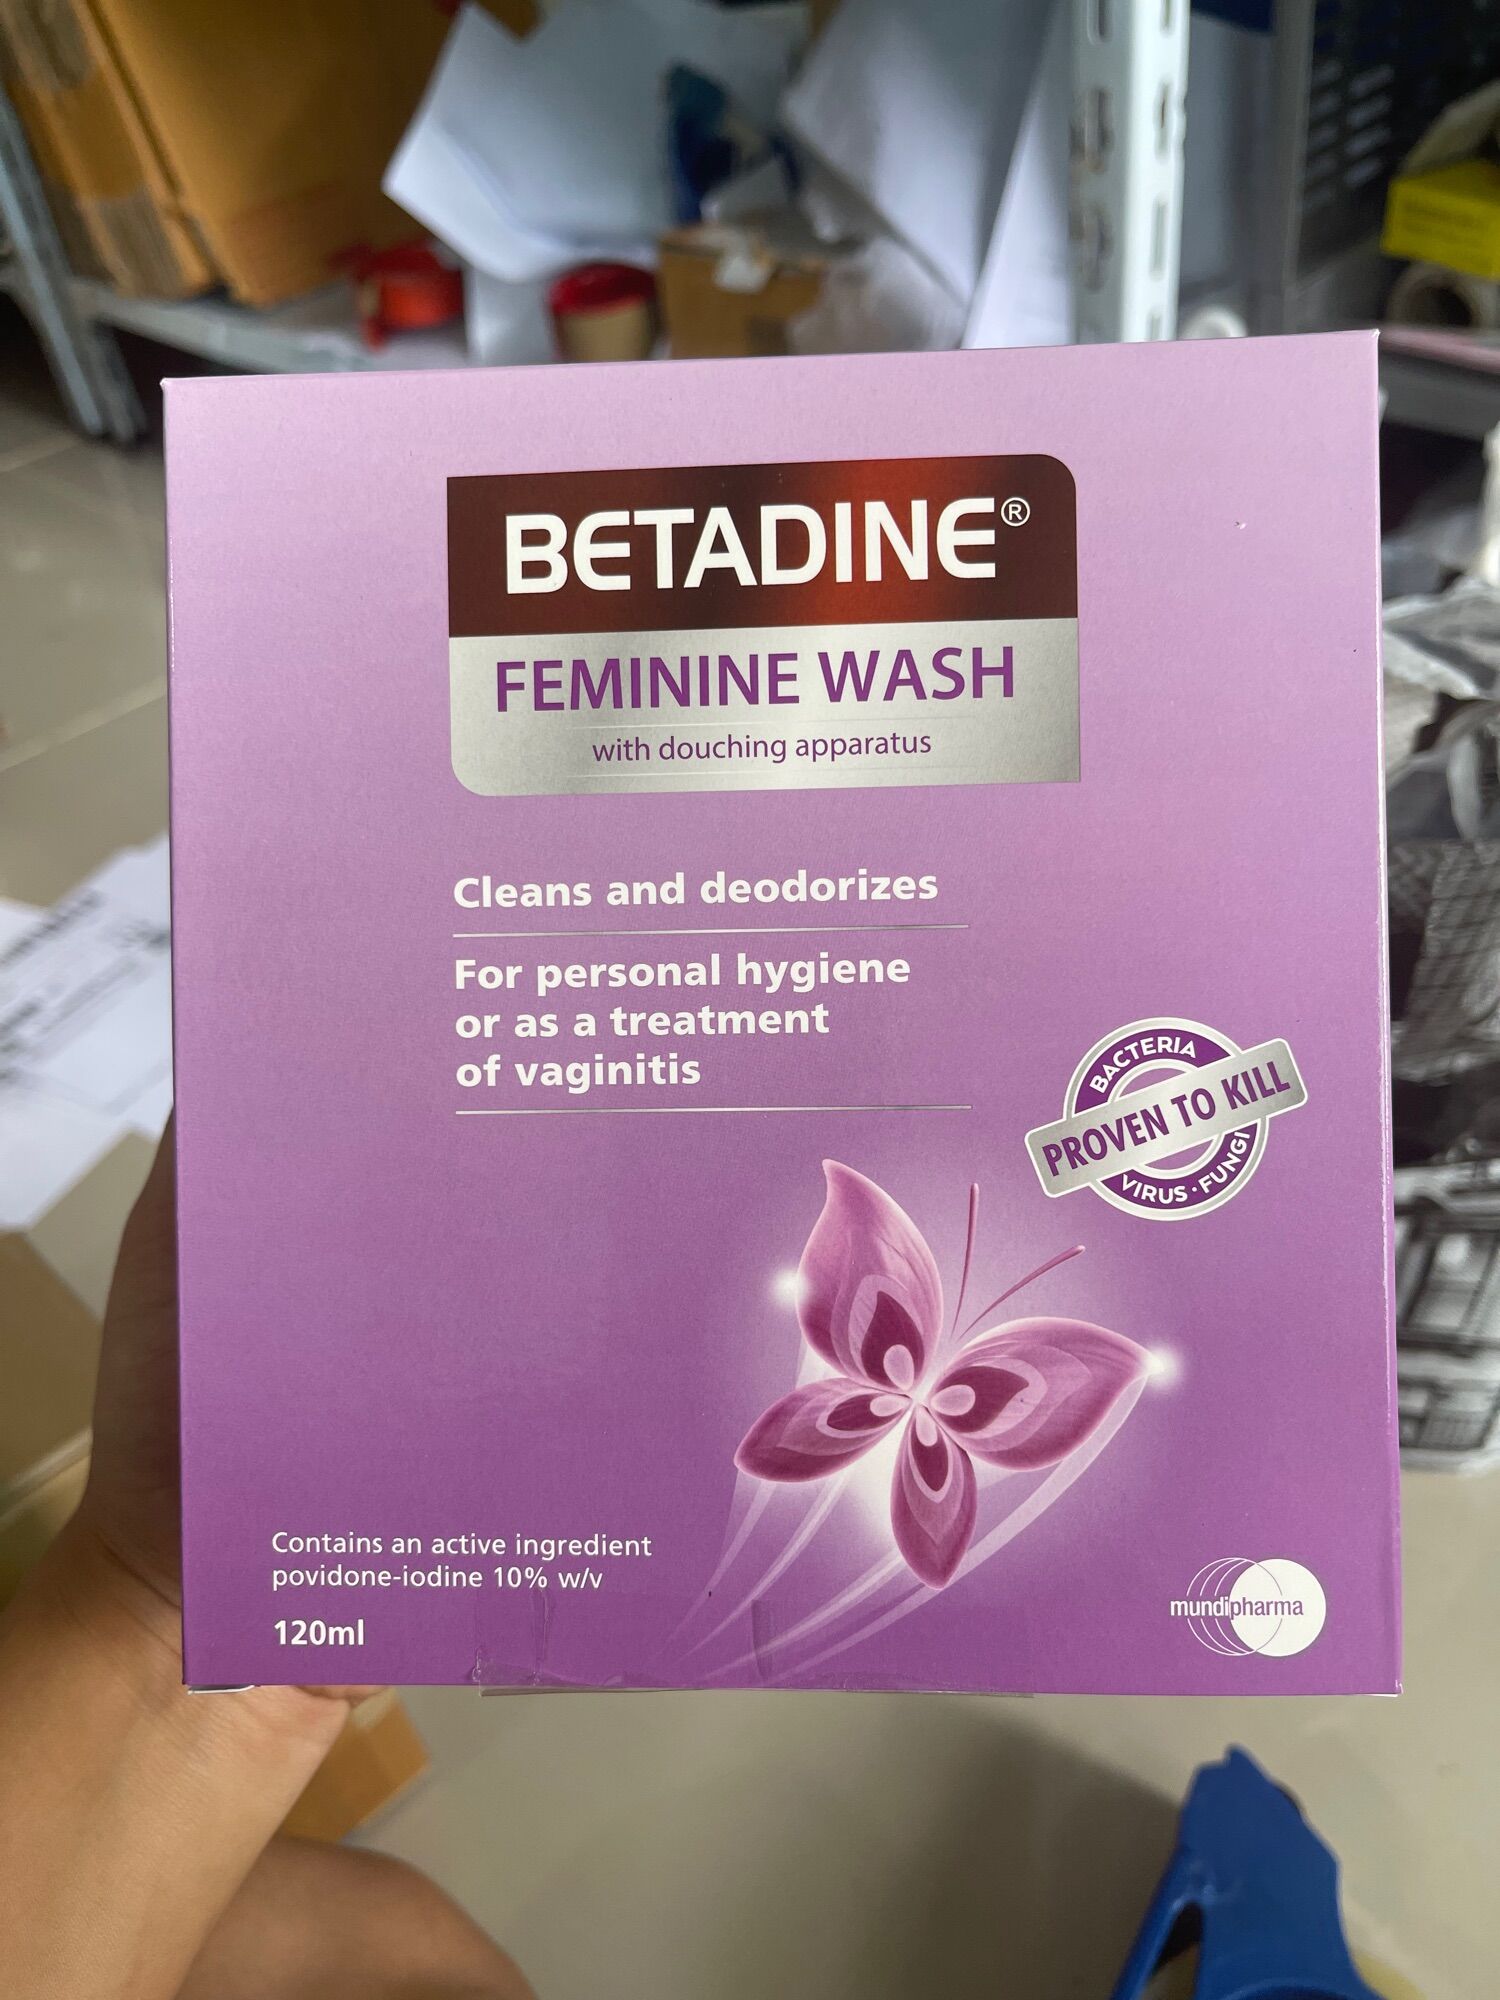 BETADINE®
FEMININE WASH
with douching apparatus
Cleans and deodorizes
For personal hygiene
or as a treatment
of vaginitis
BACTERIA
PROVEN TO KILL
VIRUS · FUNGI
Contains an active ingredient
povidone-iodine 10% w/v
120ml
mundipharma